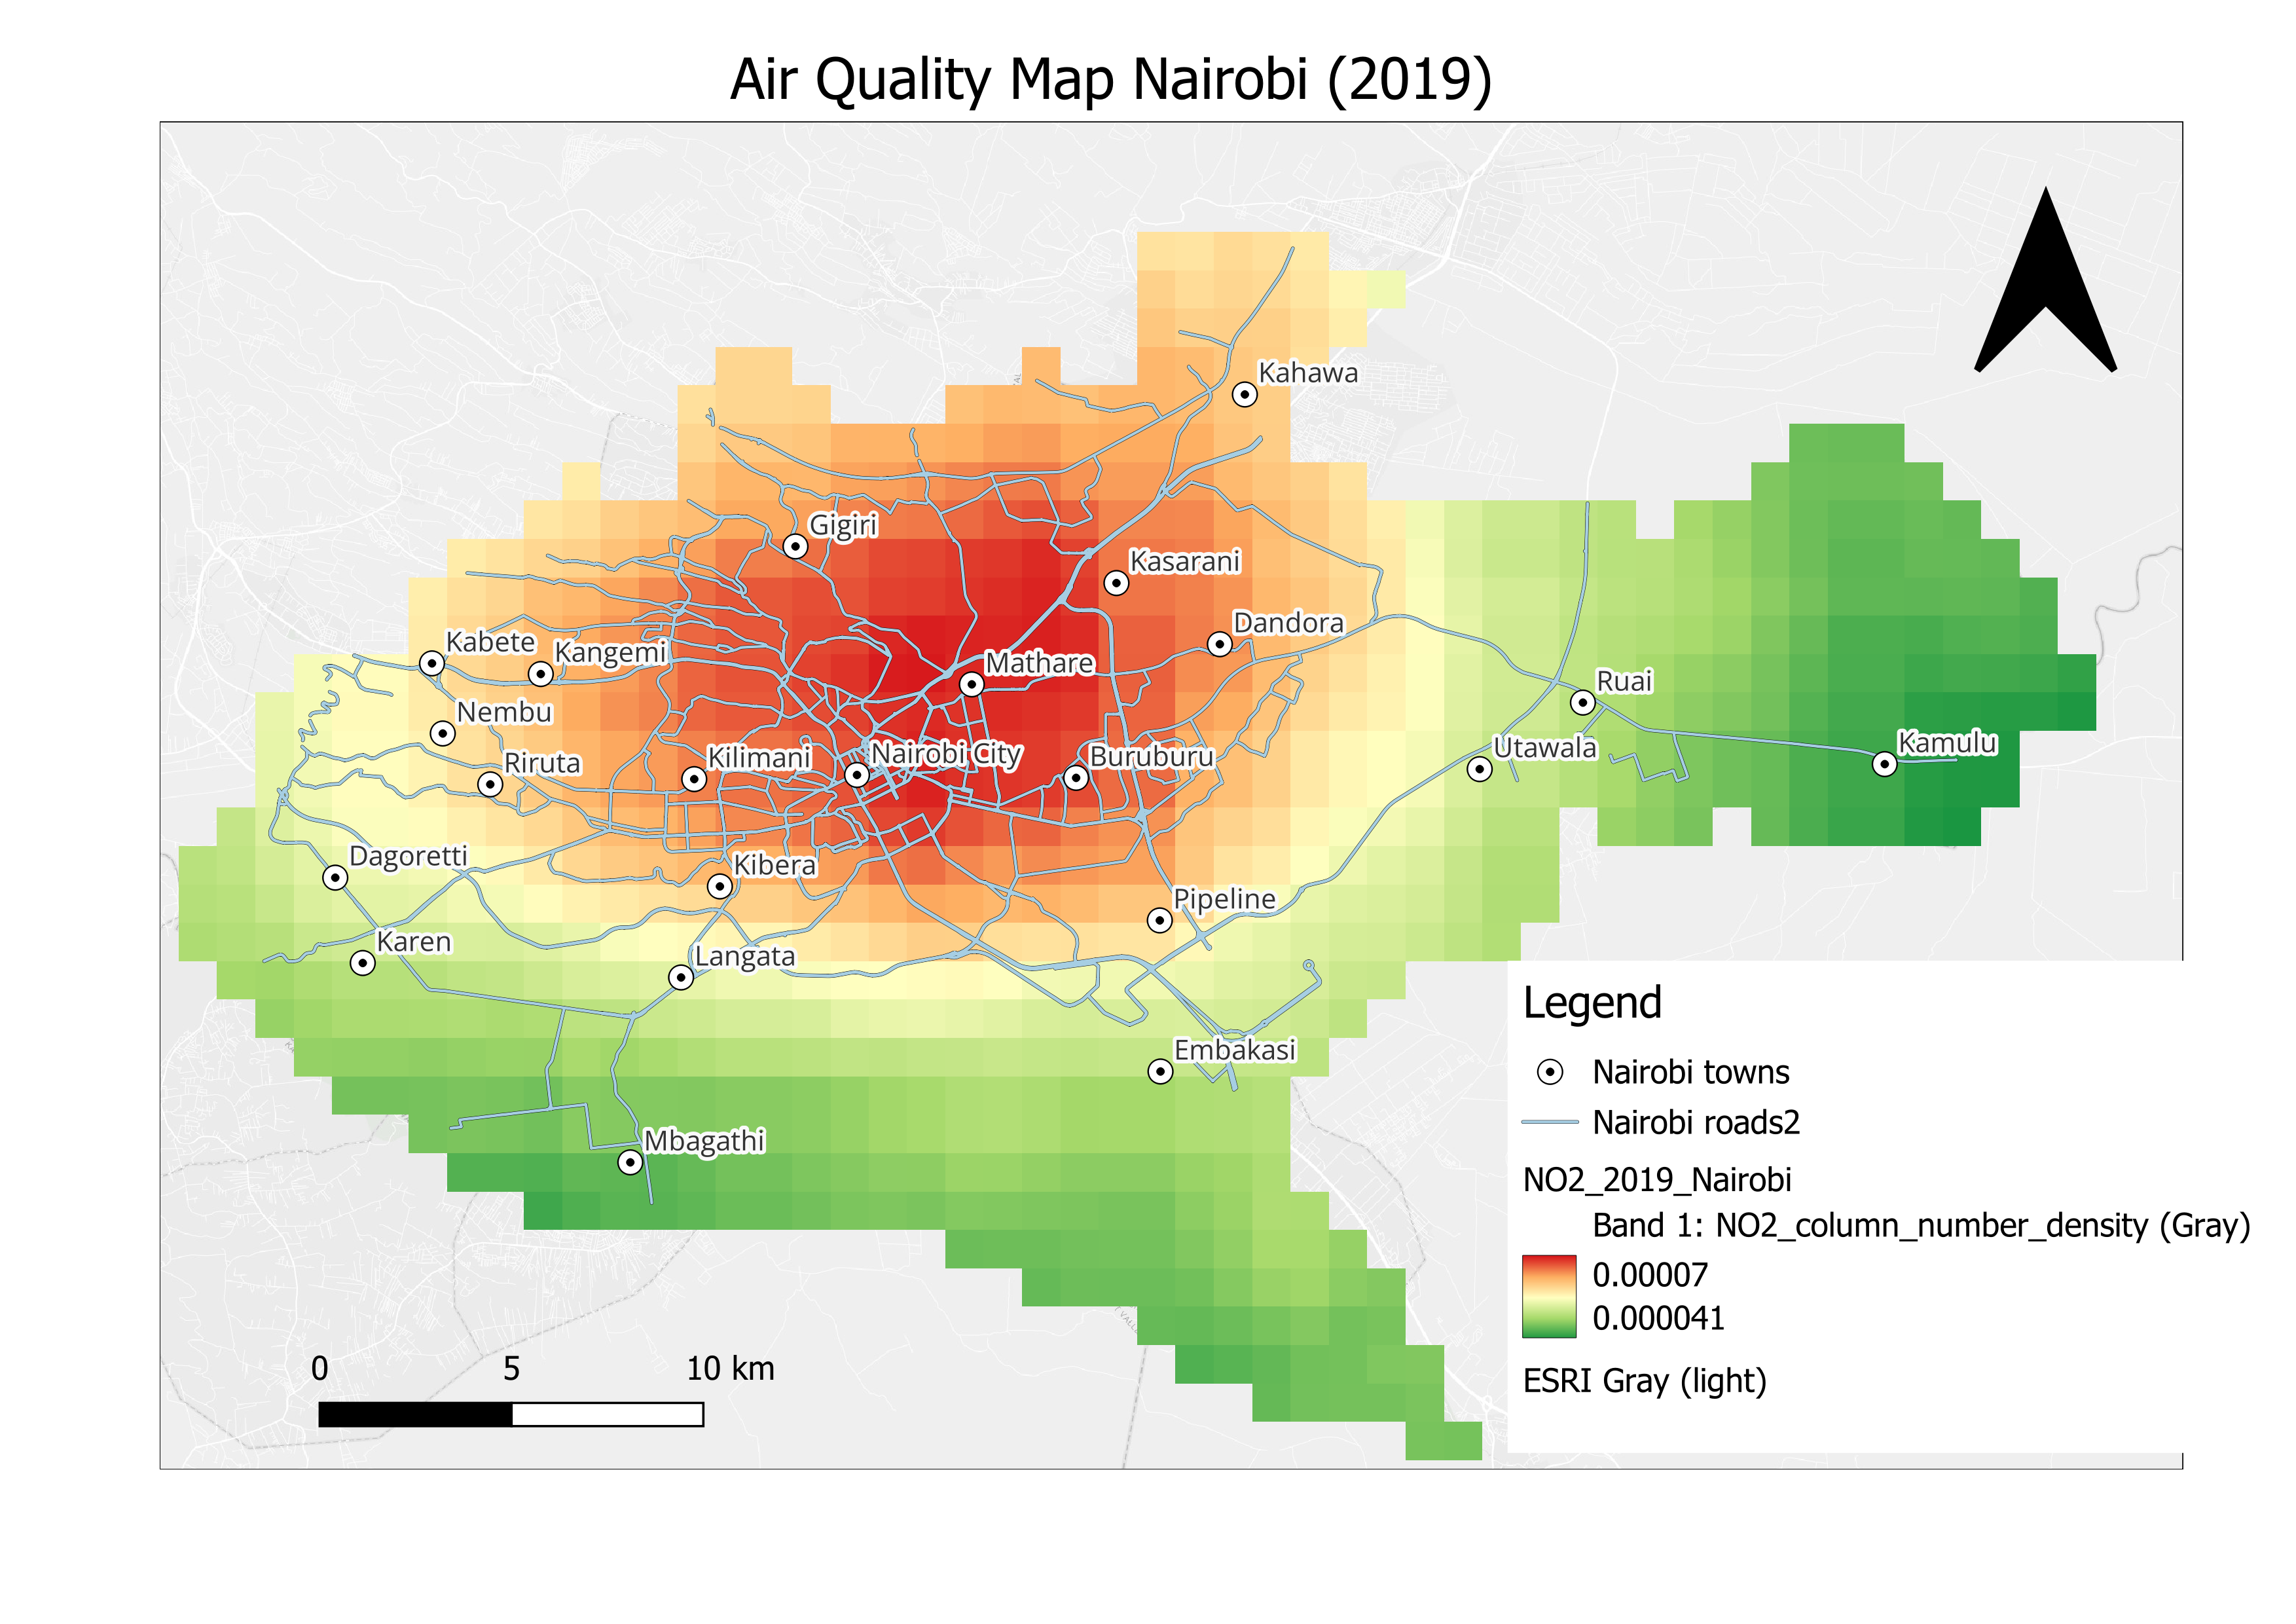 Air Quality Map Nairobi (2019)
Kahawa
Gigiri
Kasarani
Dandora
Kabete
Kangemi
Mathare
Ruai
Nembu
Riruta
Kilimani
Nairobi City
Buruburu
Utawala
Kamulu
Dagoretti
Kibera
Pipeline
Karen
Langata
Embakasi
Mbagathi
Legend
Nairobi towns
Nairobi roads2
NO2_2019_Nairobi
Band 1: NO2_column_number_density (Gray)
0.00007
0.000041
ESRI Gray (light)
0 5 10 km